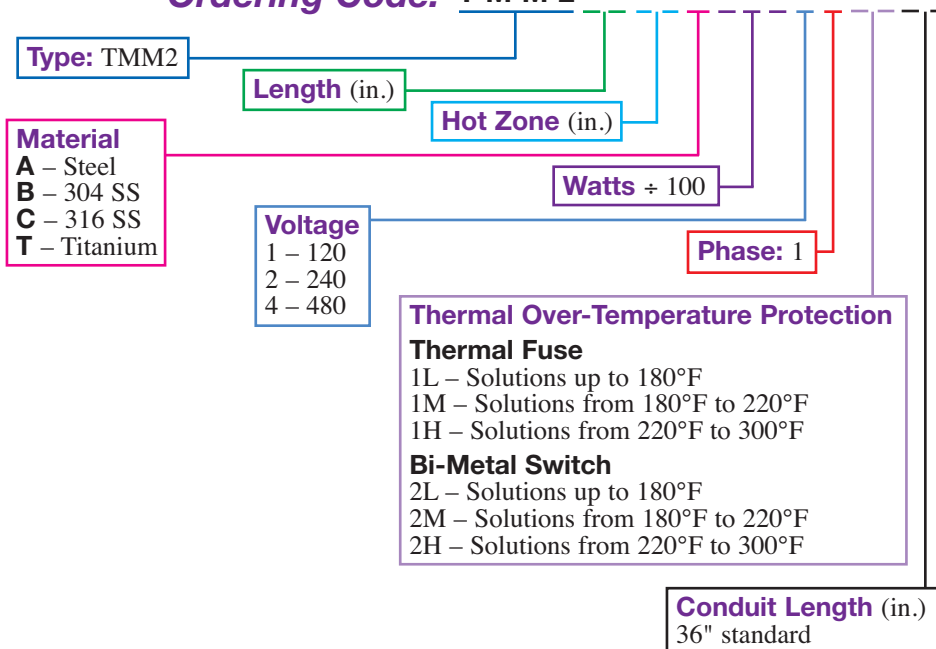 Ordering Code:
Type: TMM2
Length (in.)
Hot Zone (in.)
Material
A – Steel
B – 304 SS
C – 316 SS
T – Titanium
Watts ÷ 100
Voltage
1 – 120
2 – 240
4 – 480
Phase: 1
Thermal Over-Temperature Protection
Thermal Fuse
1L – Solutions up to 180°F
1M – Solutions from 180°F to 220°F
1H – Solutions from 220°F to 300°F
Bi-Metal Switch
2L – Solutions up to 180°F
2M – Solutions from 180°F to 220°F
2H – Solutions from 220°F to 300°F
Conduit Length (in.)
36" standard